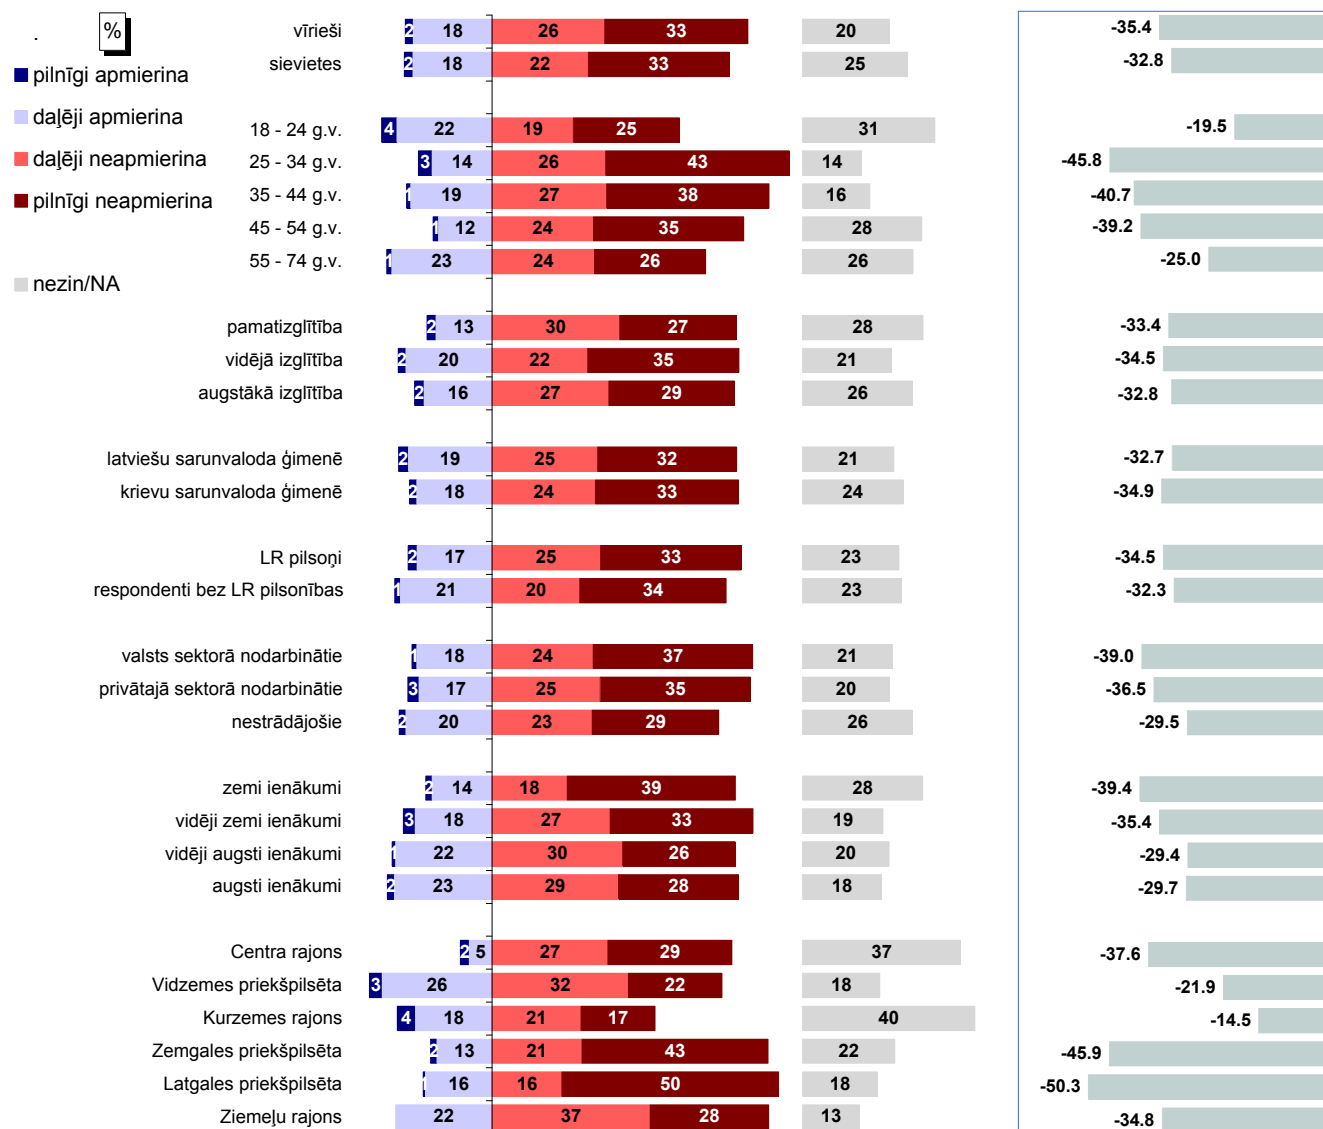 . %
pilnīgi apmierina
daļēji apmierina
daļēji neapmierina
pilnīgi neapmierina
nezin/NA
vīrieši 2 18 26 33 20 -35.4
sievietes 2 18 22 33 25 -32.8
18 - 24 g.v. 4 22 19 25 31 -19.5
25 - 34 g.v. 3 14 26 43 14 -45.8
35 - 44 g.v. 1 19 27 38 16 -40.7
45 - 54 g.v. 1 12 24 35 28 -39.2
55 - 74 g.v. 1 23 24 26 26 -25.0
pamatizglītība 2 13 30 27 28 -33.4
vidējā izglītība 2 20 22 35 21 -34.5
augstākā izglītība 2 16 27 29 26 -32.8
latviešu sarunvaloda ģimenē 2 19 25 32 21 -32.7
krievu sarunvaloda ģimenē 2 18 24 33 24 -34.9
LR pilsoņi 2 17 25 33 23 -34.5
respondenti bez LR pilsonības 1 21 20 34 23 -32.3
valsts sektorā nodarbinātie 1 18 24 37 21 -39.0
privātajā sektorā nodarbinātie 3 17 25 35 20 -36.5
nestrādājošie 2 20 23 29 26 -29.5
zemi ienākumi 2 14 18 39 28 -39.4
vidēji zemi ienākumi 3 18 27 33 19 -35.4
vidēji augsti ienākumi 1 22 30 26 20 -29.4
augsti ienākumi 2 23 29 28 18 -29.7
Centra rajons 2 5 27 29 37 -37.6
Vidzemes priekšpilsēta 3 26 32 22 18 -21.9
Kurzemes rajons 4 18 21 17 40 -14.5
Zemgales priekšpilsēta 2 13 21 43 22 -45.9
Latgales priekšpilsēta 1 16 16 50 18 -50.3
Ziemeļu rajons 22 37 28 13 -34.8